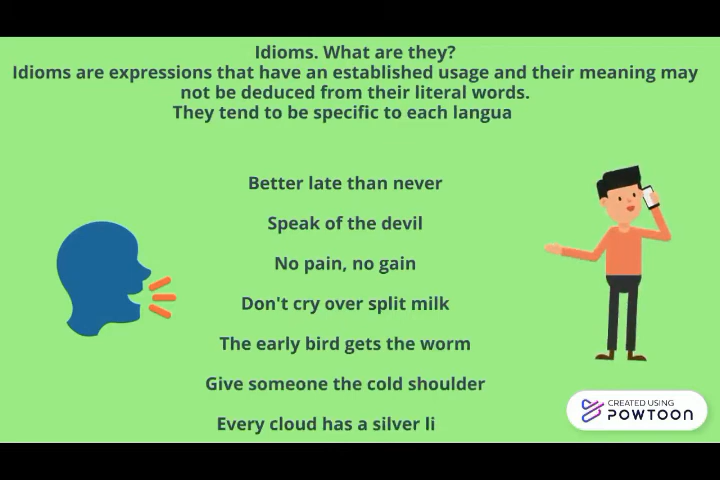 Idioms. What are they?
Idioms are expressions that have an established usage and their meaning may
not be deduced from their literal words.
They tend to be specific to each langua
Better late than never
Speak of the devil
No pain, no gain
Don't cry over split milk
The early bird gets the worm
Give someone the cold shoulder
Every cloud has a silver li
CREATED USING
POWTOON